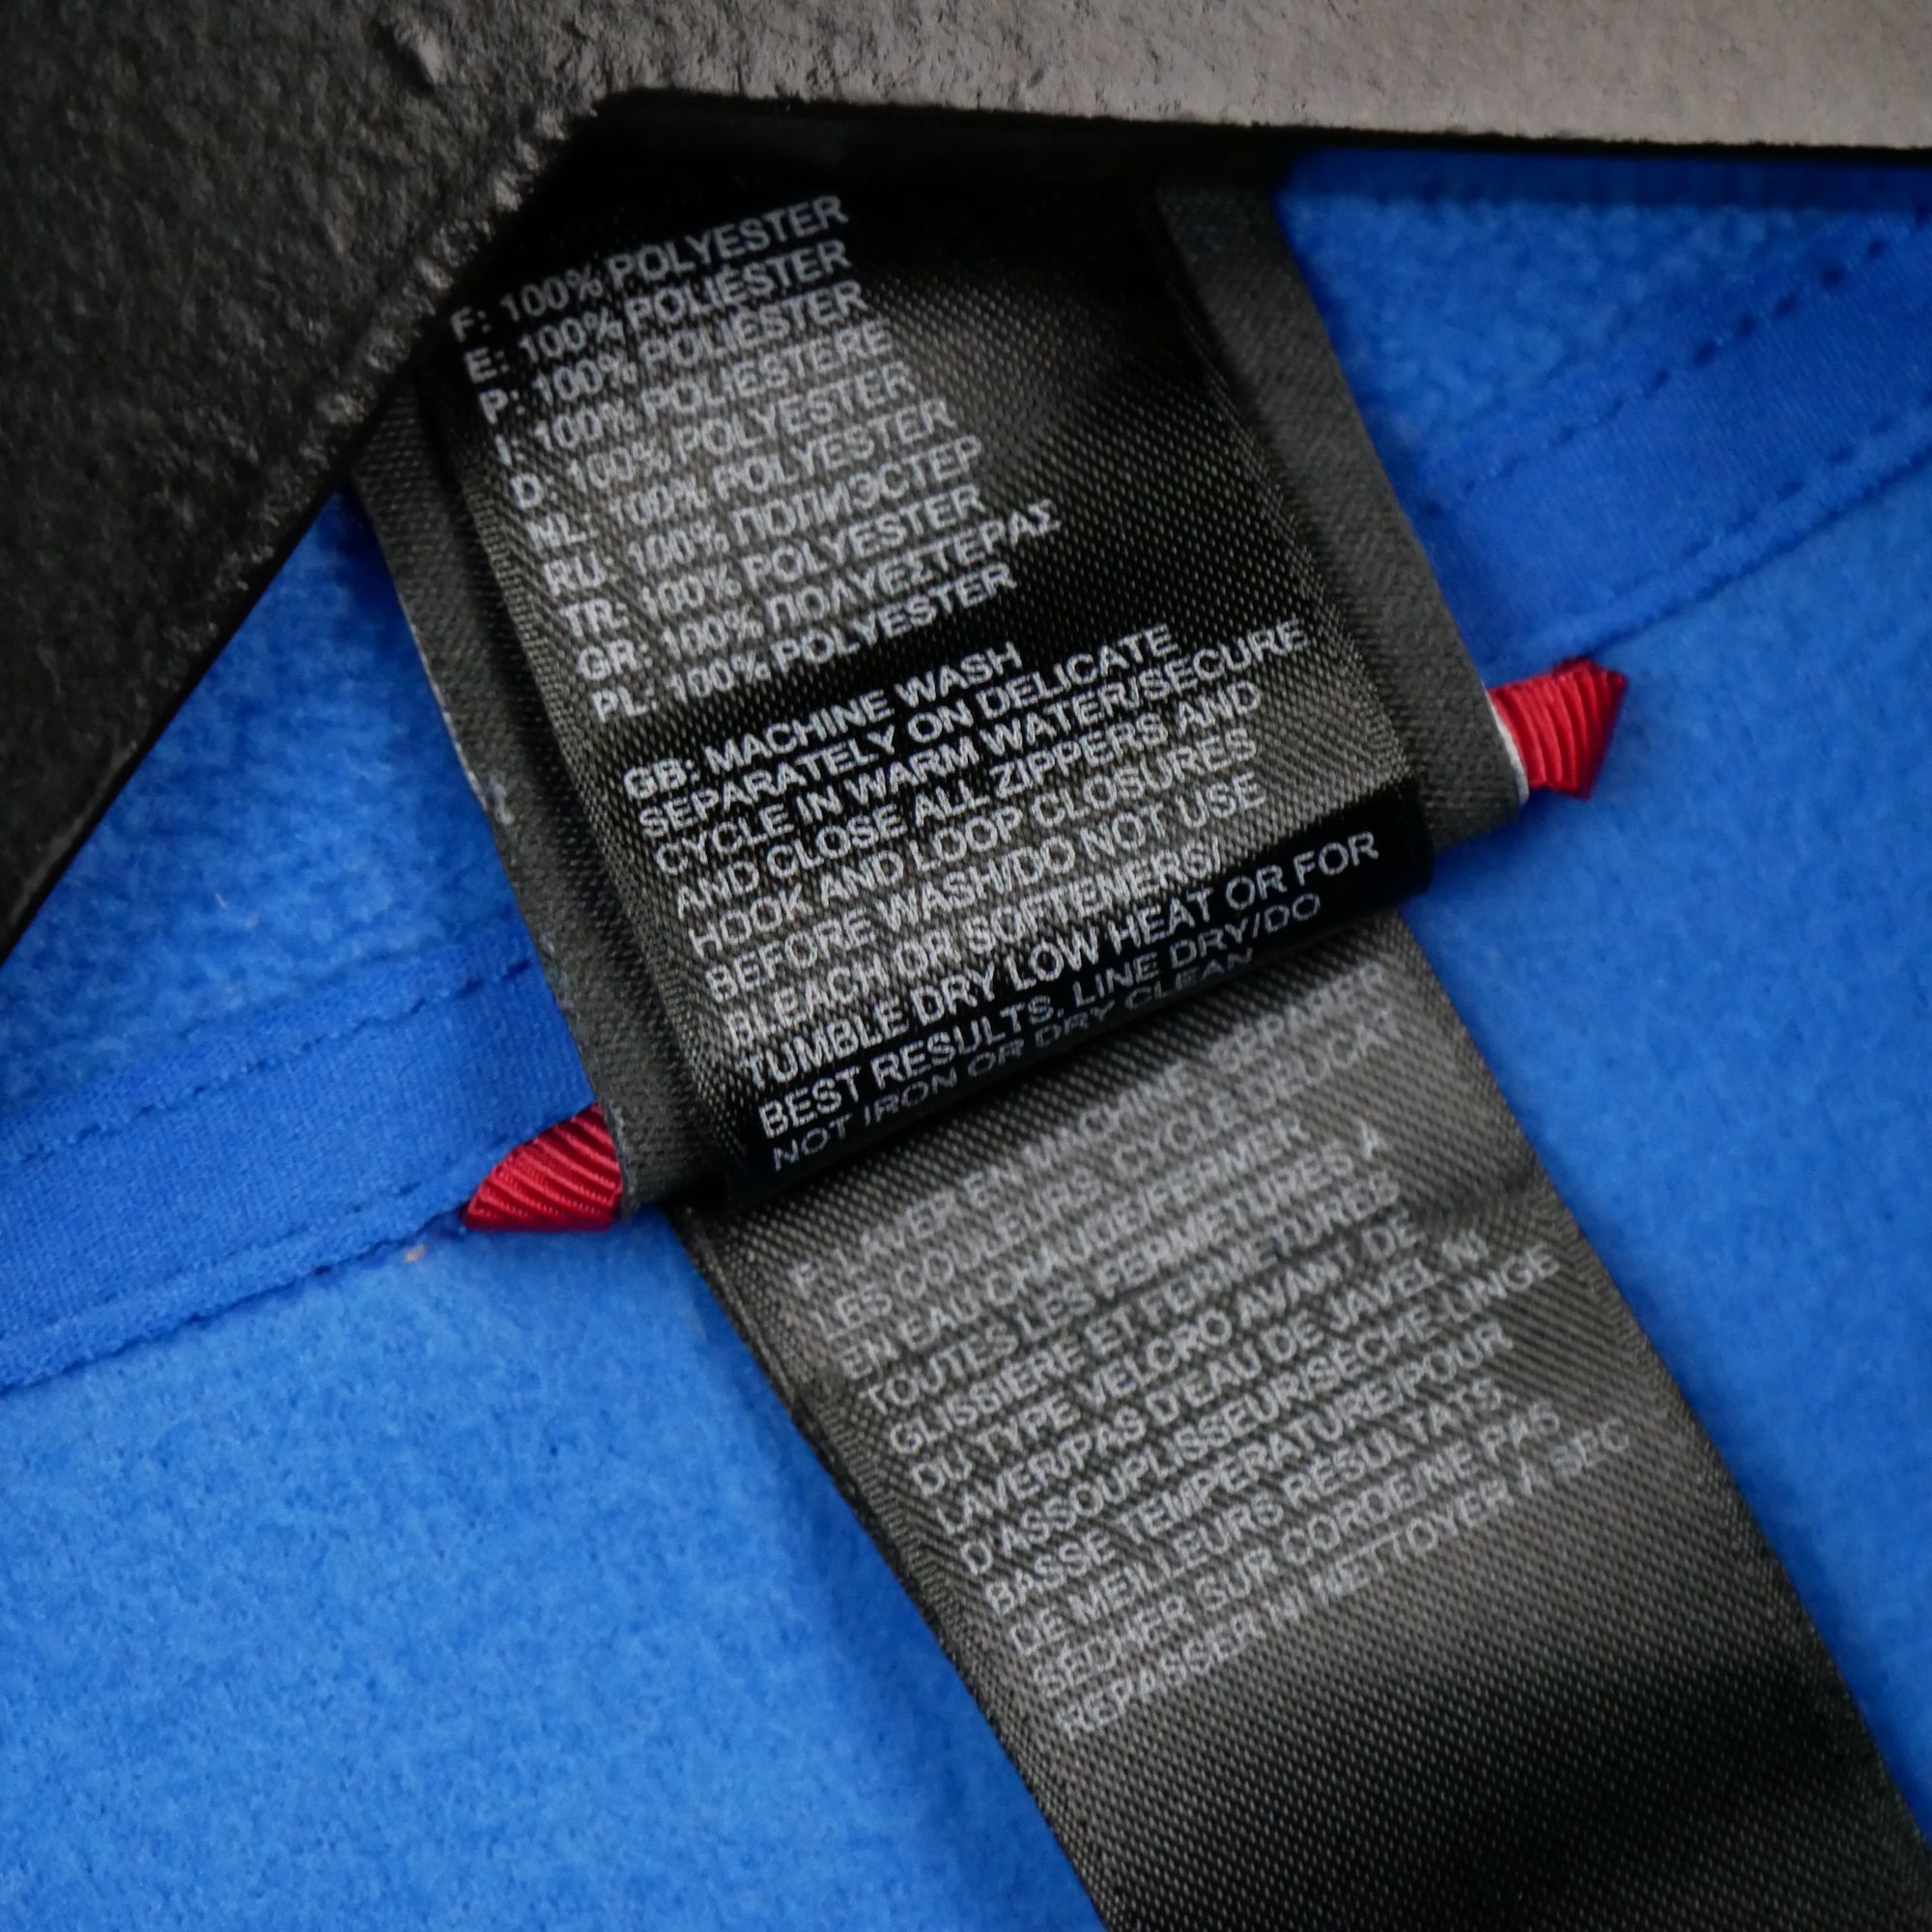 F: 100% POLYESTER
E: 100% POLIÉSTER
P: 100% POLIÉSTER
I: 100% POLIESTERE
D: 100% POLYESTER
NL: 100% POLYESTER
RU: 100% ПОЛИЭСТЕР
TR: 100% POLYESTER
GR: 100% ΠΟΛΥΕΣΤΕΡΑΣ
PL: 100% POLYESTER
GB: MACHINE WASH
SEPARATELY ON DELICATE
CYCLE IN WARM WATER/SECURE
AND CLOSE ALL ZIPPERS AND
HOOK AND LOOP CLOSURES
BEFORE WASH/DO NOT USE
BLEACH OR SOFTENERS/
TUMBLE DRY LOW HEAT OR FOR
BEST RESULTS, LINE DRY/DO
NOT IRON OR DRY CLEAN
F: LAVER EN MACHINE, SÉPARER
LES COULEURS, CYCLE DÉLICAT
EN EAU CHAUDE/FERMER
TOUTES LES FERMETURES À
GLISSIÈRE ET FERMETURES
DU TYPE VELCRO AVANT DE
LAVER/PAS D'EAU DE JAVEL NI
D'ASSOUPLISSEUR/SÈCHE-LINGE
BASSE TEMPÉRATURE/POUR
DE MEILLEURS RÉSULTATS,
SÉCHER SUR CORDE/NE PAS
REPASSER NI NETTOYER À SEC